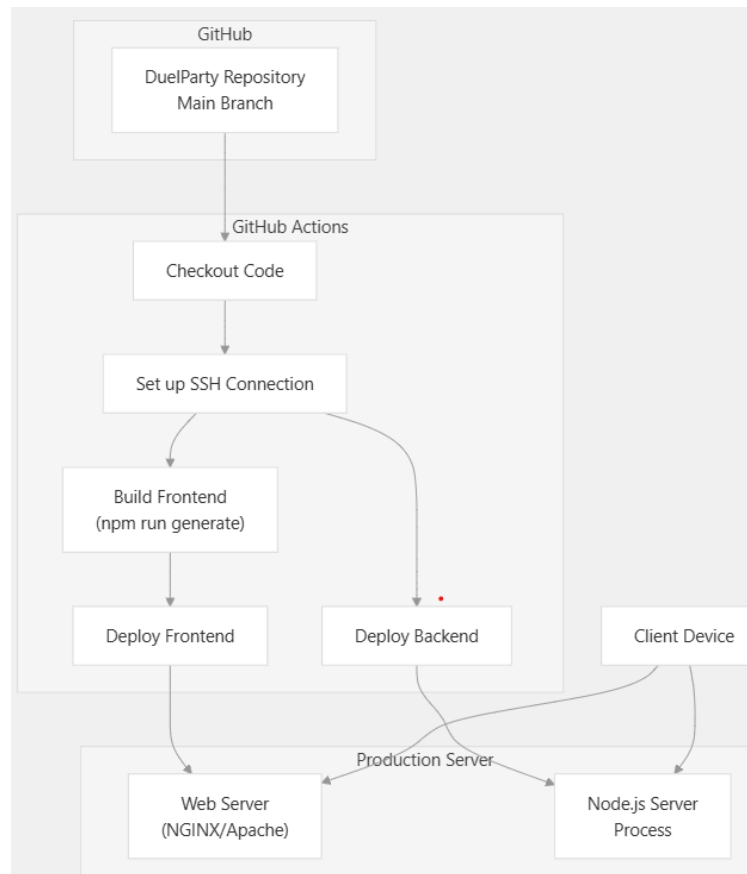 GitHub
DuelParty Repository
Main Branch
GitHub Actions
Checkout Code
Set up SSH Connection
Build Frontend
(npm run generate)
Deploy Frontend
Deploy Backend
Client Device
Production Server
Web Server
(NGINX/Apache)
Node.js Server
Process